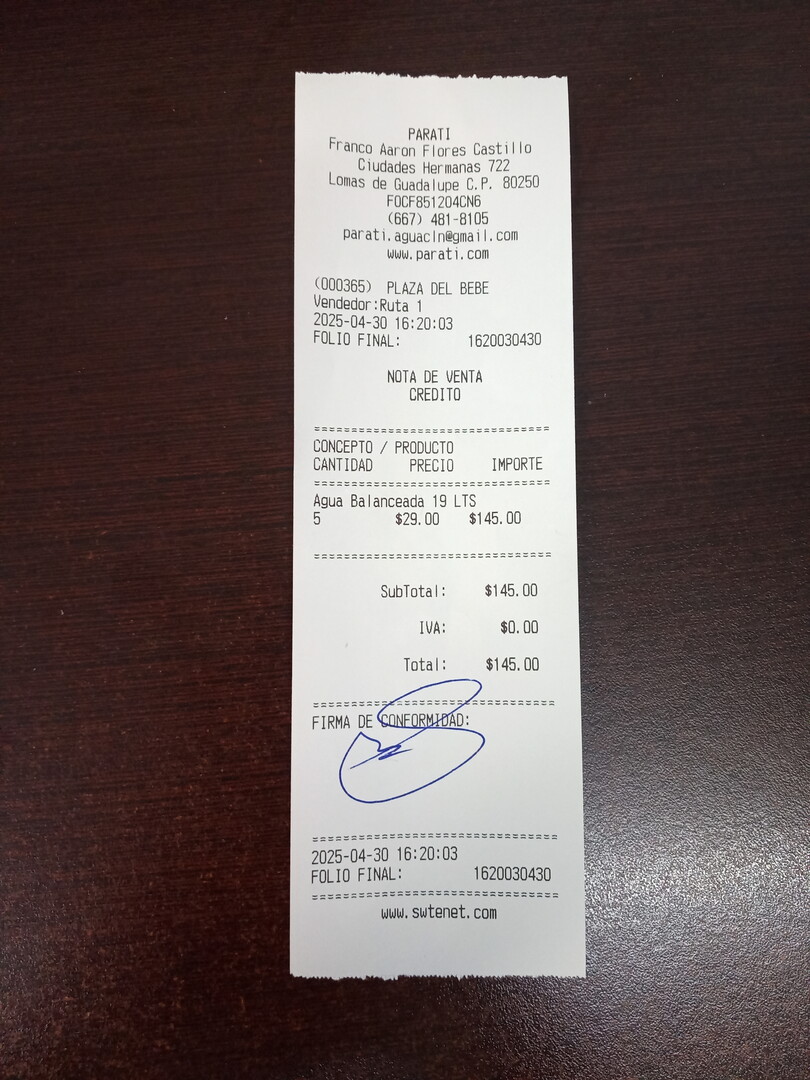 PARATI
Franco Aaron Flores Castillo
Ciudades Hermanas 722
Lomas de Guadalupe C.P. 80250
FOCF851204CN6
(667) 481-8105
parati.aguacln@gmail.com
www.parati.com
(000365) PLAZA DEL BEBE
Vendedor:Ruta 1
2025-04-30 16:20:03
FOLIO FINAL: 1620030430
NOTA DE VENTA
CREDITO
================================
CONCEPTO / PRODUCTO
CANTIDAD PRECIO IMPORTE
================================
Agua Balanceada 19 LTS
5 $29.00 $145.00
================================
SubTotal: $145.00
IVA: $0.00
Total: $145.00
================================
FIRMA DE CONFORMIDAD:
================================
2025-04-30 16:20:03
FOLIO FINAL: 1620030430
================================
www.swtenet.com